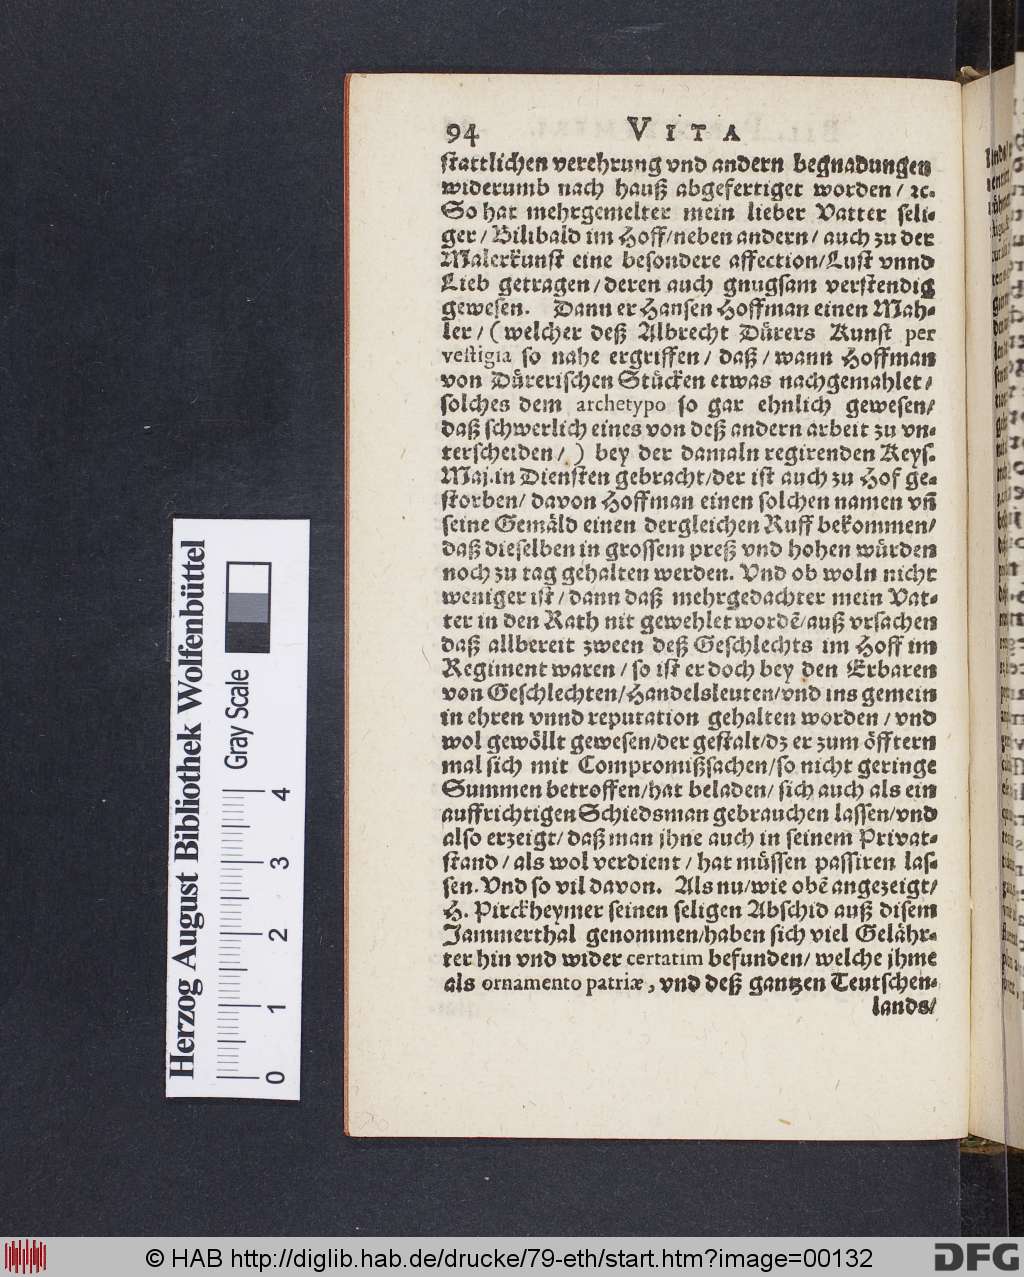 94 VITA
stattlichen verehrung vnd andern begnadungen
widerumb nach hauß abgefertiget worden / ꝛc.
So hat mehrgemelter mein lieber Vatter seli-
ger / Bilibald im Hoff/neben andern / auch zu der
Malerkunst eine besondere affection/Lust vnnd
Lieb getragen / deren auch gnugsam verstendig
gewesen. Dann er Hansen Hoffman einen Mah-
ler / (welcher deß Albrecht Dürers Kunst per
vestigia so nahe ergriffen / daß / wann Hoffman
von Dürerischen Stücken etwas nachgemahlet /
solches dem archetypo so gar ehnlich gewesen/
daß schwerlich eines von deß andern arbeit zu vn-
terscheiden / ) bey der damaln regirenden Keys.
Maj. in Diensten gebracht/der ist auch zu Hof ge-
storben/ davon Hoffman einen solchen namen vñ
seine Gemäld einen dergleichen Ruff bekommen/
daß dieselben in grossem preß vnd hohen würden
noch zu tag gehalten werden. Vnd ob woln nicht
weniger ist / dann daß mehrgedachter mein Vat-
ter in den Rath nit gewehlet wordẽ/auß vrsachen
daß allbereit zween deß Geschlechts im Hoff im
Regiment waren / so ist er doch bey den Erbaren
von Geschlechten/Handelsleuten/vnd ins gemein
in ehren vnnd reputation gehalten worden / vnd
wol gewöllt gewesen/der gestalt/dz er zum öfftern
mal sich mit Compromißsachen/so nicht geringe
Summen betroffen/hat beladen/ sich auch als ein
auffrichtigen Schiedsman gebrauchen lassen/vnd
also erzeigt/ daß man jhne auch in seinem Privat-
stand / als wol verdient / hat müssen passiren las-
sen. Vnd so vil davon. Als nu/wie obẽ angezeigt/
H. Pirckheymer seinen seligen Abschid auß disem
Jammerthal genommen/haben sich viel Gelähr-
ter hin vnd wider certatim befunden/ welche jhme
als ornamento patriæ, vnd deß gantzen Teutschen-
lands/
Herzog August Bibliothek Wolfenbüttel
Gray Scale
0 1 2 3 4
© HAB http://diglib.hab.de/drucke/79-eth/start.htm?image=00132
DFG